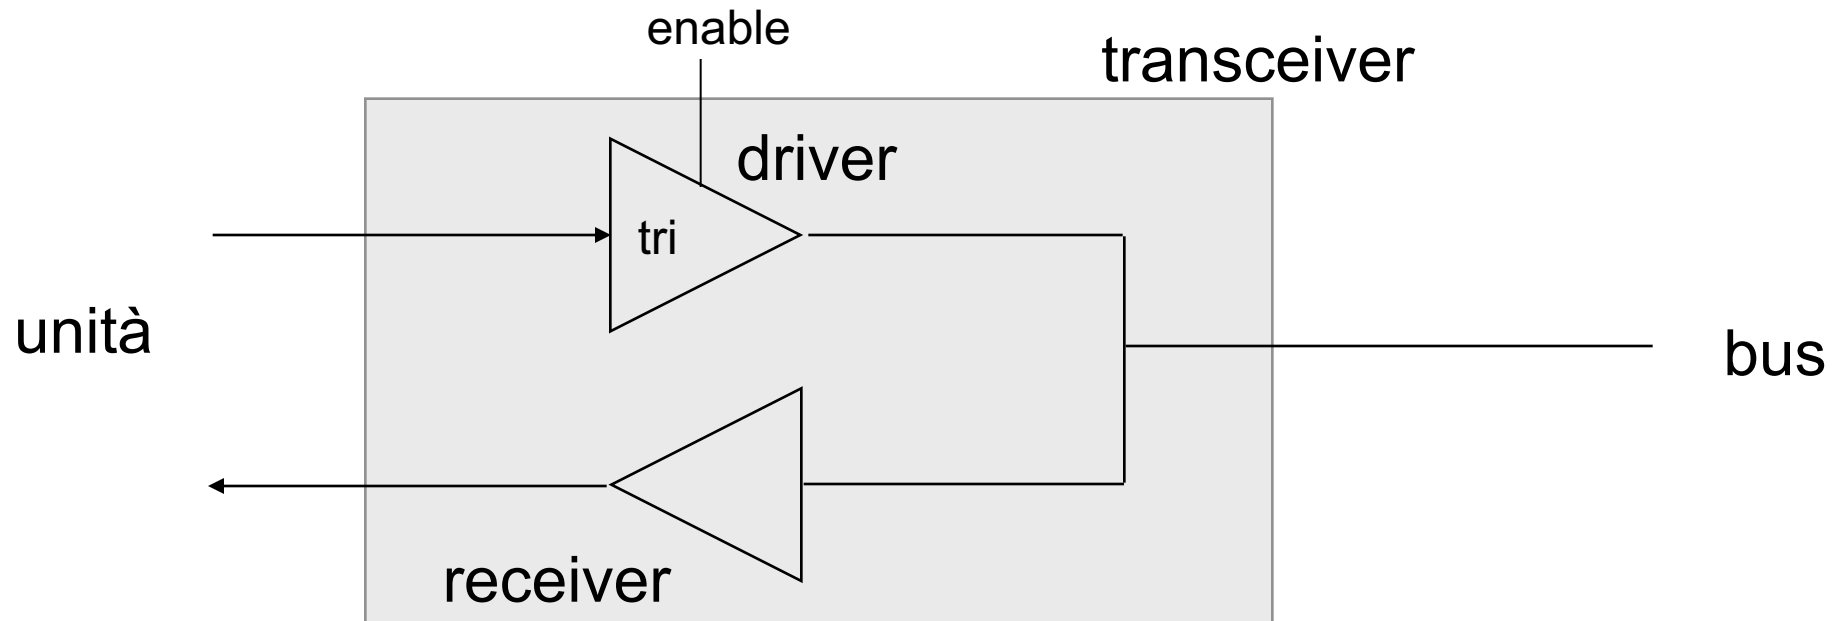 enable
transceiver
driver
tri
unità
bus
receiver